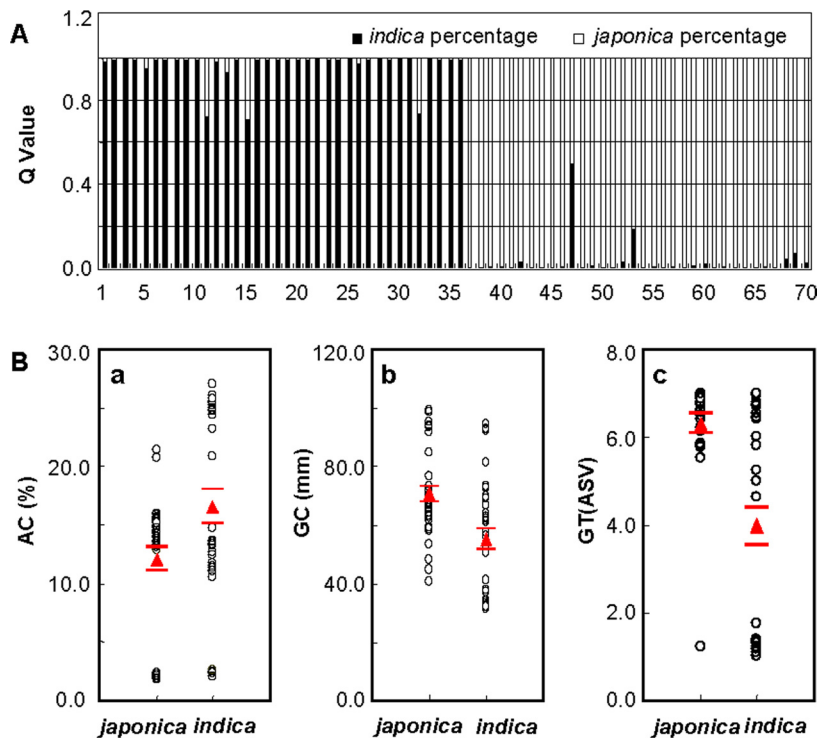 A
■ indica percentage □ japonica percentage
Q Value
1.2
0.8
0.4
0.0
1 5 10 15 20 25 30 35 40 45 50 55 60 65 70
B
a
AC (%)
30.0
20.0
10.0
0.0
japonica indica
b
GC (mm)
120.0
80.0
40.0
0.0
japonica indica
c
GT(ASV)
8.0
6.0
4.0
2.0
0.0
japonica indica